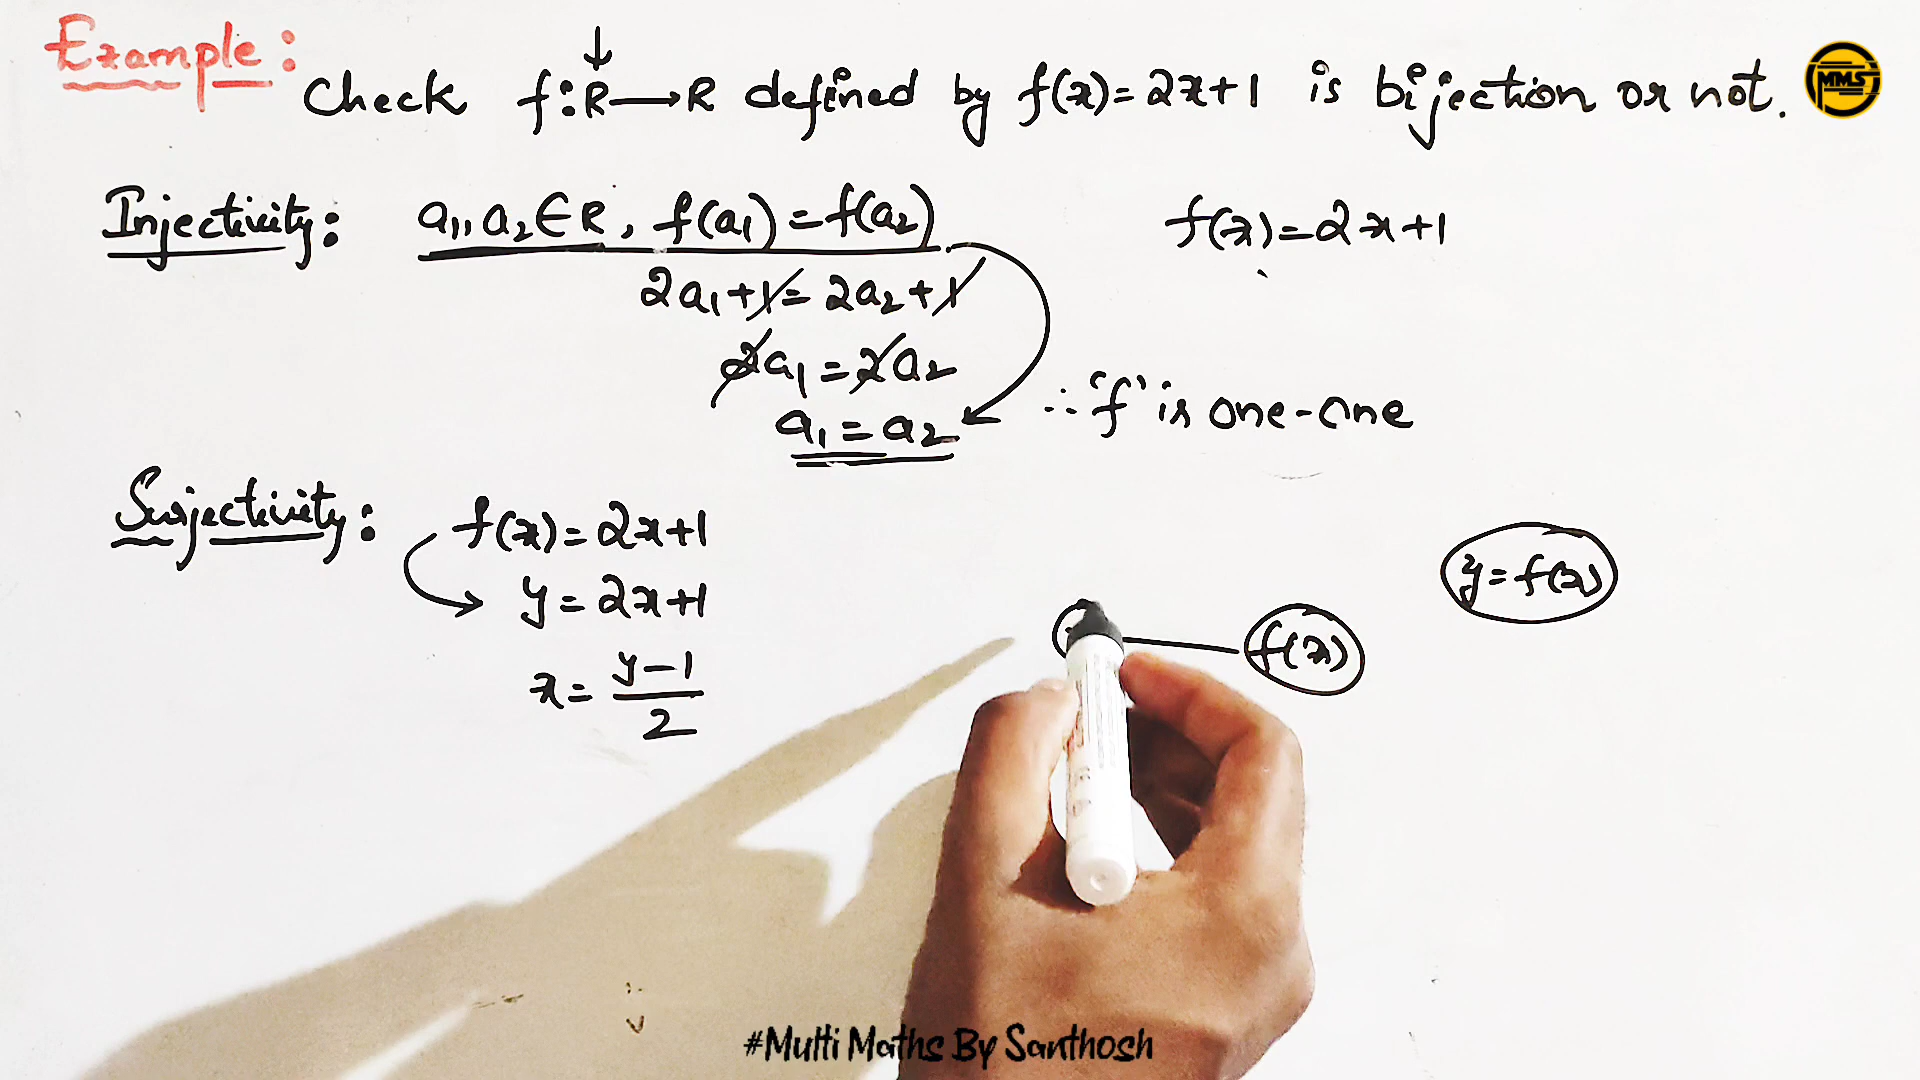 Example:
Check f:R→R defined by f(x)=2x+1 is bijection or not.
MMS
Injectivity: a₁, a₂∈R, f(a₁)=f(a₂)
f(x)=2x+1
2a₁+1=2a₂+1
2a₁=2a₂
a₁=a₂
∴ 'f' is one-one
Surjectivity: f(x)=2x+1
y=2x+1
x=(y-1)/2
y=f(x)
f(x)
#Multi Maths By Santhosh